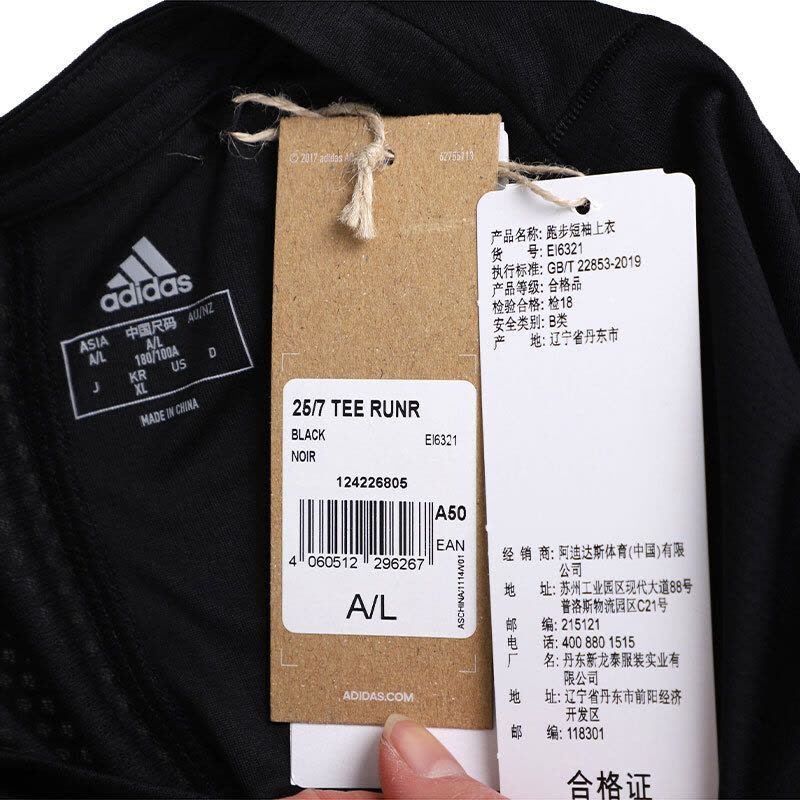 adidas
ASIA 中国尺码 AU/NZ
A/L A/L
180/100A
J KR US D
XL
MADE IN CHINA
© 2017 adidas AG 62755713
25/7 TEE RUNR
BLACK EI6321
NOIR
124226805
A50
EAN
4 060512 296267
A/L
ASCHINA/1114W01
ADIDAS.COM
产品名称: 跑步短袖上衣
货 号: EI6321
执行标准: GB/T 22853-2019
产品等级: 合格品
检验合格: 检18
安全类别: B类
产 地: 辽宁省丹东市
经 销 商: 阿迪达斯体育(中国)有限
公司
地 址: 苏州工业园区现代大道88号
普洛斯物流园区C21号
邮 编: 215121
电 话: 400 880 1515
厂 名: 丹东新龙泰服装实业有
限公司
地 址: 辽宁省丹东市前阳经济
开发区
邮 编: 118301
合格证